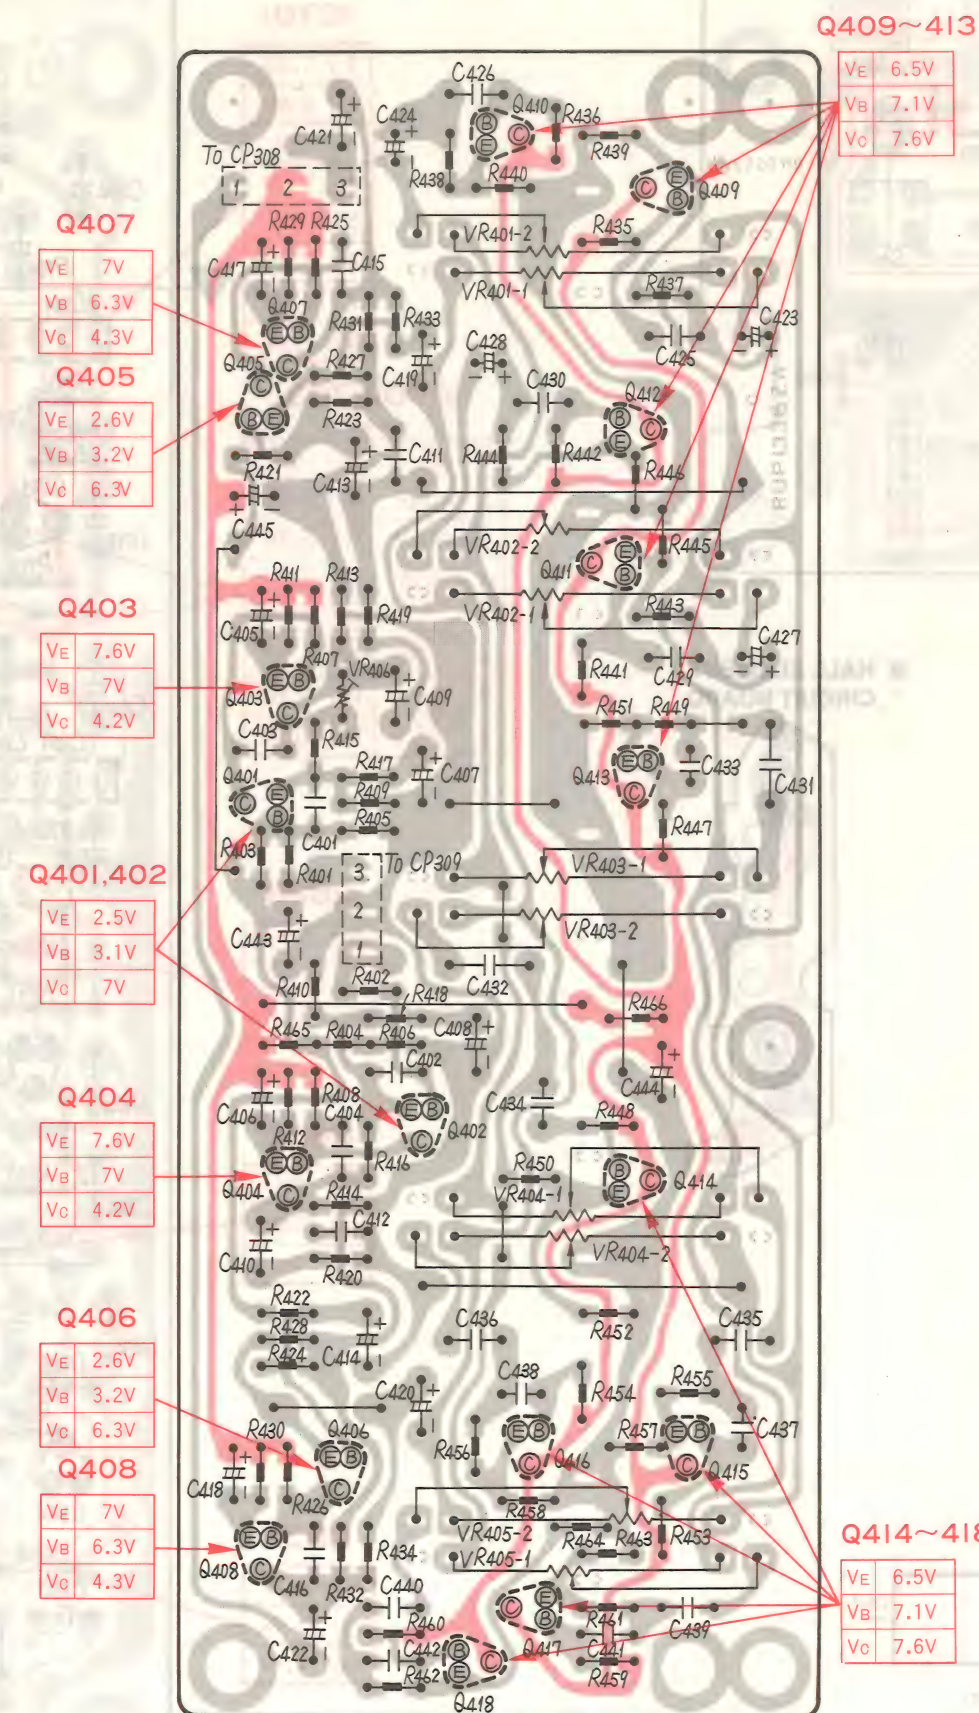 Q409~413
VE 6.5V
VB 7.1V
VC 7.6V
C426
Q410
C424
R436
C421
R439
To CP308
R438
R440
1 2 3
Q409
Q407
R429 R425
VR401-2
R435
VE 7V
VB 6.3V
VC 4.3V
C417
C415
VR401-1
R437
Q407
R431
R433
C423
C428
C425
Q405
R427
C419
Q405
C430
Q412
VE 2.6V
VB 3.2V
VC 6.3V
R423
R421
C413
C411
R444
R442
R446
C445
VR402-2
R445
Q411
R411
R413
Q403
C405
R419
VR402-1
R443
VE 7.6V
VB 7V
VC 4.2V
R407
VR406
C427
Q403
C409
R441
C429
C403
R415
R451 R449
Q401
R417
C407
Q413
C433
C431
R409
R405
R447
R403
C401
R401
To CP309
VR403-1
Q401,402
3
2
1
VE 2.5V
VB 3.1V
VC 7V
C443
VR403-2
R402
C432
R410
R418
R466
R465 R404 R406
C408
C402
C444
Q404
C406
R408
C404
Q402
C434
R448
VE 7.6V
VB 7V
VC 4.2V
R412
R416
R450
Q414
Q404
R414
VR404-1
C412
C410
VR404-2
R420
Q406
R422
C436
C435
R428
R452
VE 2.6V
VB 3.2V
VC 6.3V
R424
C414
C438
R455
C420
R454
R430
Q406
R456
Q416
R457
C437
Q415
Q408
C418
R426
R458
VE 7V
VB 6.3V
VC 4.3V
VR405-2
R464
R463
R453
Q414~418
Q408
R434
VR405-1
VE 6.5V
VB 7.1V
VC 7.6V
C416
R432
C440
R460
Q417
R461
C439
C422
C442
C441
R462
R459
Q418